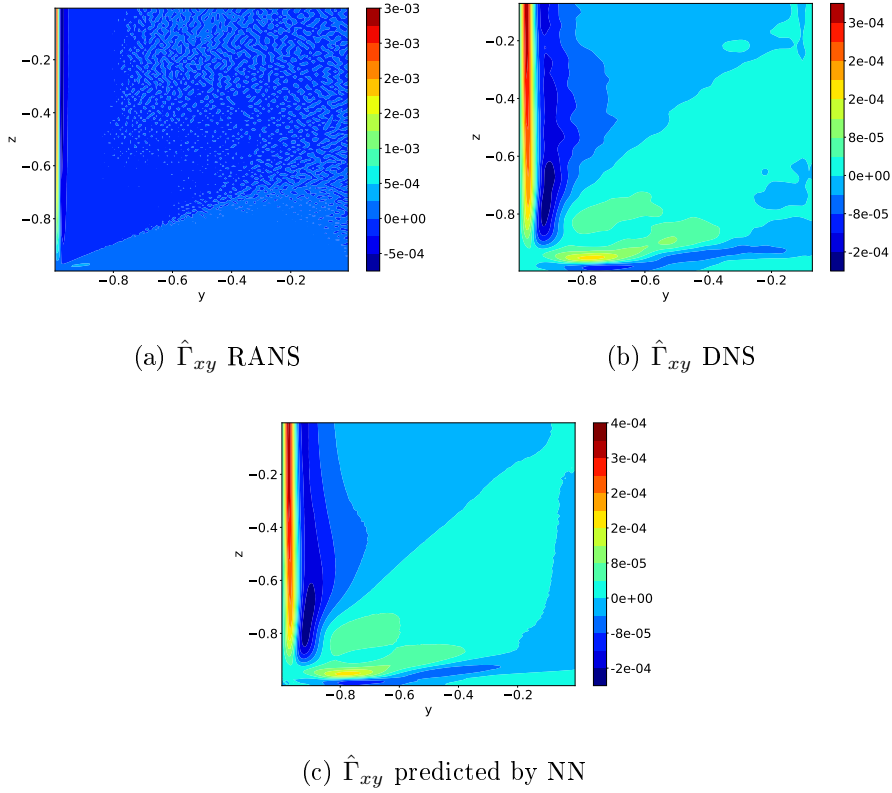 3e-03
3e-03
2e-03
2e-03
1e-03
1e-03
5e-04
0e+00
−5e-04
−0.2
−0.4
−0.6
−0.8
z
−0.8
−0.6
−0.4
−0.2
y
(a) Γ̂xy RANS
3e-04
2e-04
2e-04
8e-05
0e+00
−8e-05
−2e-04
−0.2
−0.4
−0.6
−0.8
z
−1.0
−0.8
−0.6
−0.4
−0.2
y
(b) Γ̂xy DNS
4e-04
3e-04
2e-04
2e-04
8e-05
0e+00
−8e-05
−2e-04
−0.2
−0.4
−0.6
−0.8
z
−0.8
−0.6
−0.4
−0.2
y
(c) Γ̂xy predicted by NN